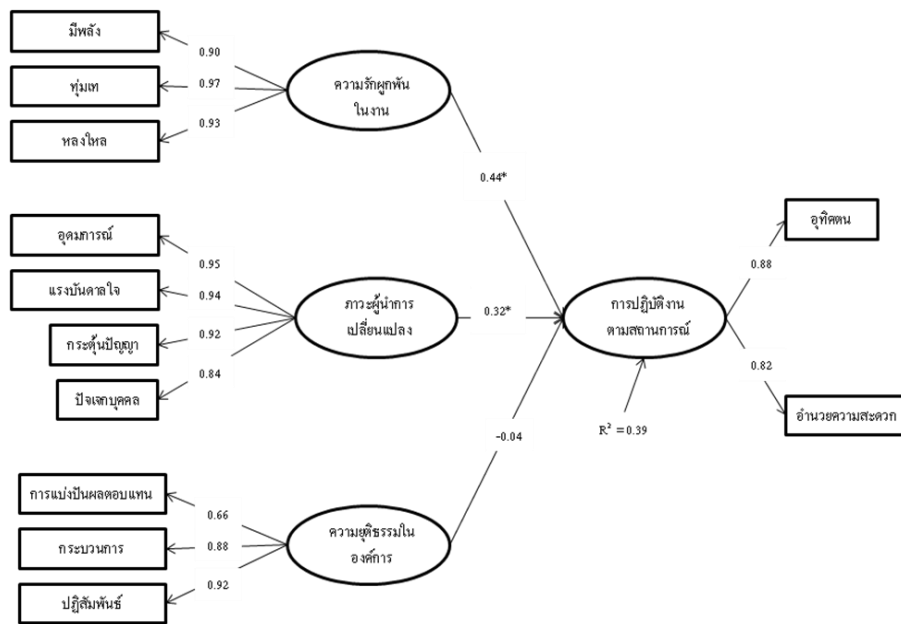 มีพลัง
0.90
ทุ่มเท
0.97
หลงใหล
0.93
ความรักผูกพัน
ในงาน
0.44*
อุดมการณ์
0.95
แรงบันดาลใจ
0.94
กระตุ้นปัญญา
0.92
ปัจเจกบุคคล
0.84
ภาวะผู้นำการ
เปลี่ยนแปลง
0.32*
การปฏิบัติงาน
ตามสถานการณ์
อุทิศตน
0.88
0.82
อำนวยความสะดวก
R² = 0.39
-0.04
การแบ่งปันผลตอบแทน
0.66
กระบวนการ
0.88
ปฏิสัมพันธ์
0.92
ความยุติธรรมใน
องค์การ